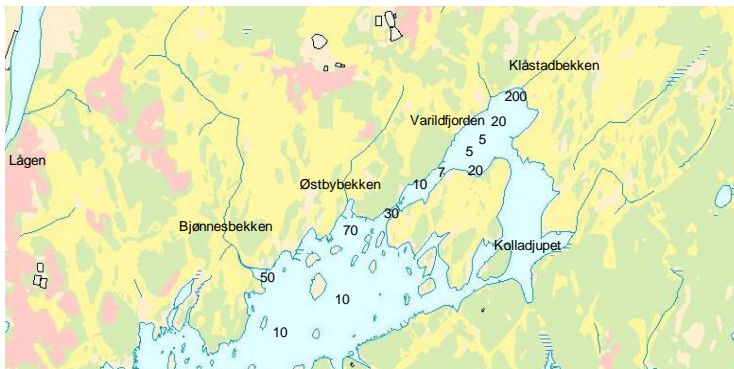 Klåstadbekken
200
Varildfjorden
20
5
5
Lågen
7
20
Østbybekken
10
30
Bjønnesbekken
70
Kolladjupet
50
10
10